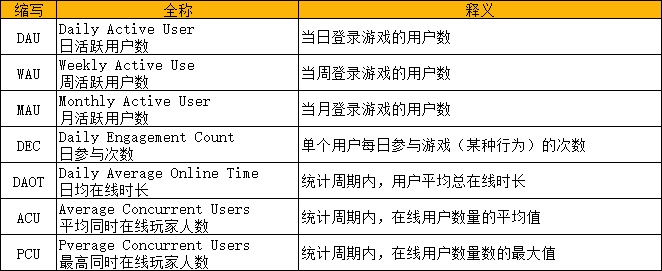 缩写 全称 释义
DAU Daily Active User 当日登录游戏的用户数
日活跃用户数
WAU Weekly Active Use 当周登录游戏的用户数
周活跃用户数
MAU Monthly Active User 当月登录游戏的用户数
月活跃用户数
DEC Daily Engagement Count 单个用户每日参与游戏（某种行为）的次数
日参与次数
DAOT Daily Average Online Time 统计周期内，用户平均总在线时长
日均在线时长
ACU Average Concurrent Users 统计周期内，在线用户数量的平均值
平均同时在线玩家人数
PCU Pverage Concurrent Users 统计周期内，在线用户数量数的最大值
最高同时在线玩家人数